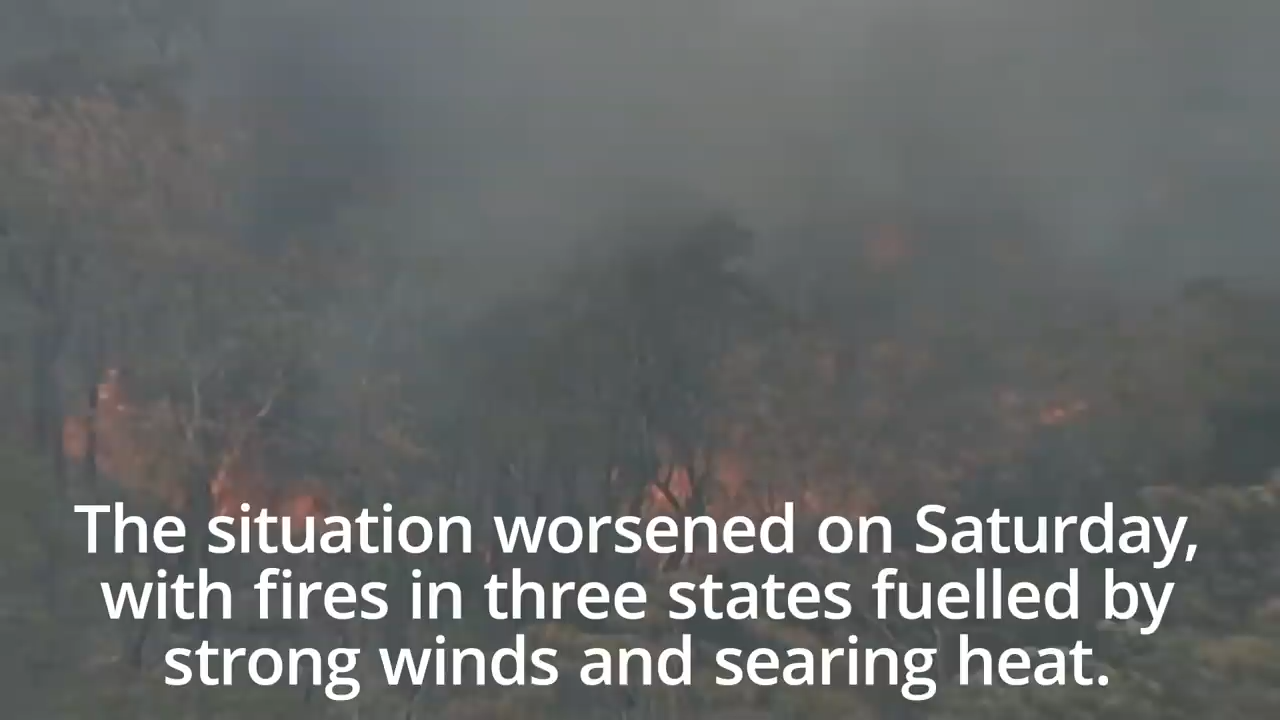 The situation worsened on Saturday,
with fires in three states fuelled by
strong winds and searing heat.